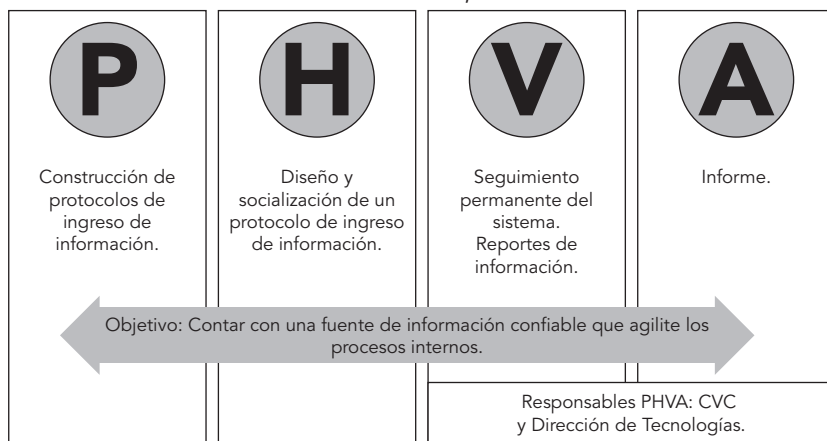 P
Construcción de
protocolos de
ingreso de
información.
H
Diseño y
socialización de un
protocolo de ingreso
de información.
V
Seguimiento
permanente del
sistema.
Reportes de
información.
A
Informe.
Objetivo: Contar con una fuente de información confiable que agilite los
procesos internos.
Responsables PHVA: CVC
y Dirección de Tecnologías.